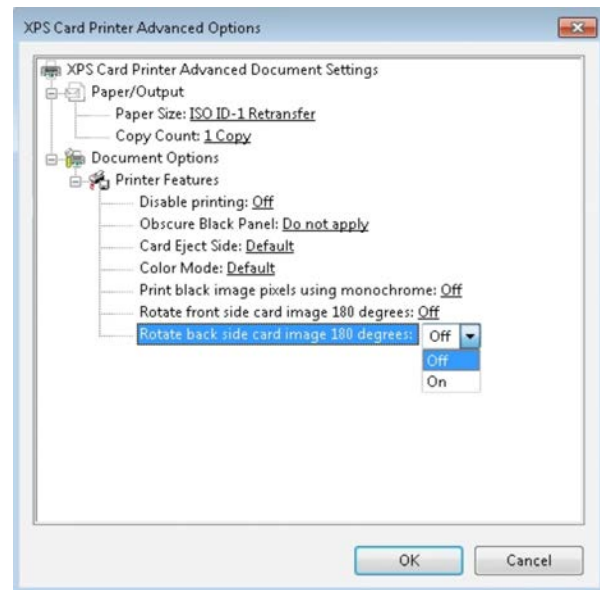 XPS Card Printer Advanced Options
XPS Card Printer Advanced Document Settings
Paper/Output
Paper Size: ISO ID-1 Retransfer
Copy Count: 1 Copy
Document Options
Printer Features
Disable printing: Off
Obscure Black Panel: Do not apply
Card Eject Side: Default
Color Mode: Default
Print black image pixels using monochrome: Off
Rotate front side card image 180 degrees: Off
Rotate back side card image 180 degrees: Off
Off
On
OK Cancel